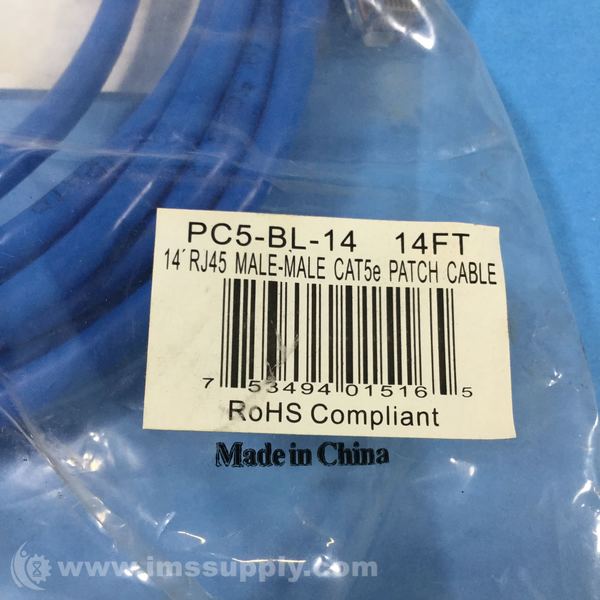 PC5-BL-14 14FT
14' RJ45 MALE-MALE CAT5e PATCH CABLE
7 53494 01516 5
RoHS Compliant
Made in China
www.imssupply.com